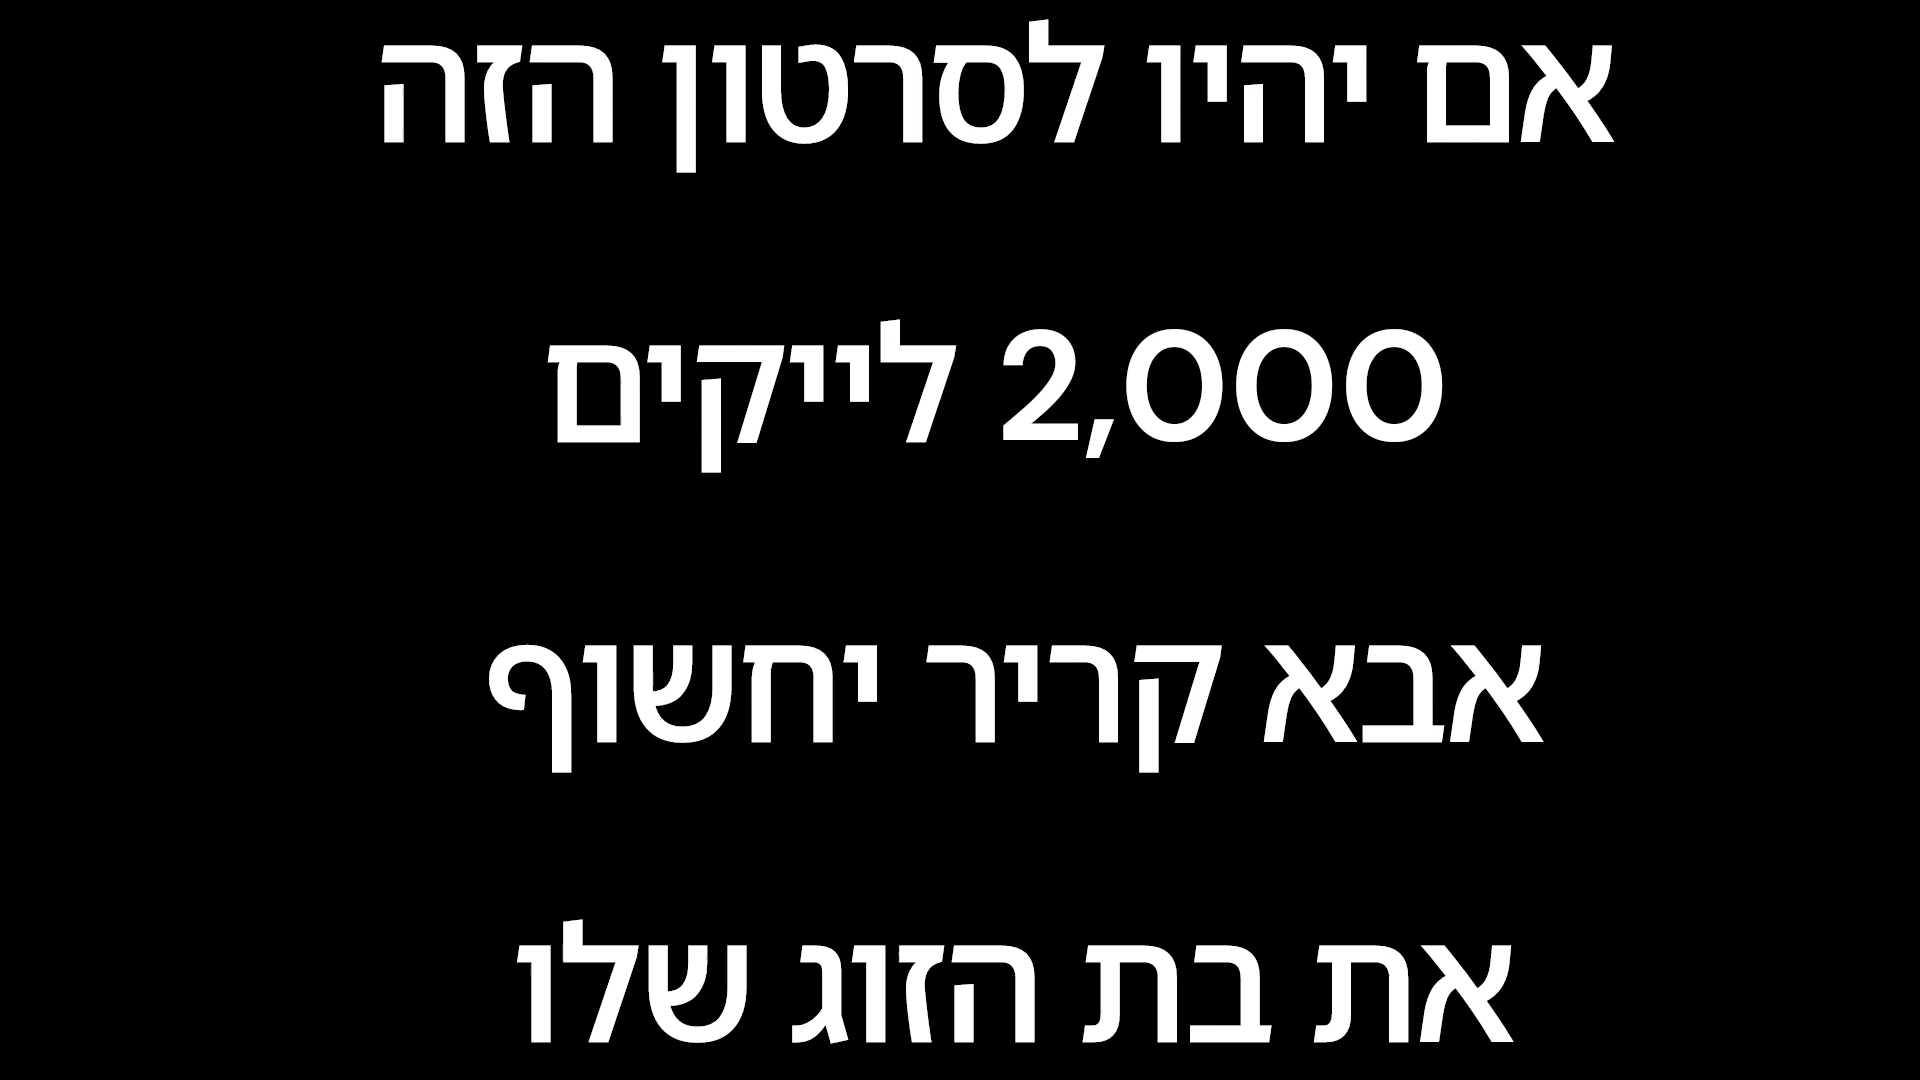 אם יהיו לסרטון הזה
2,000 לייקים
אבא קריר יחשוף
את בת הזוג שלו